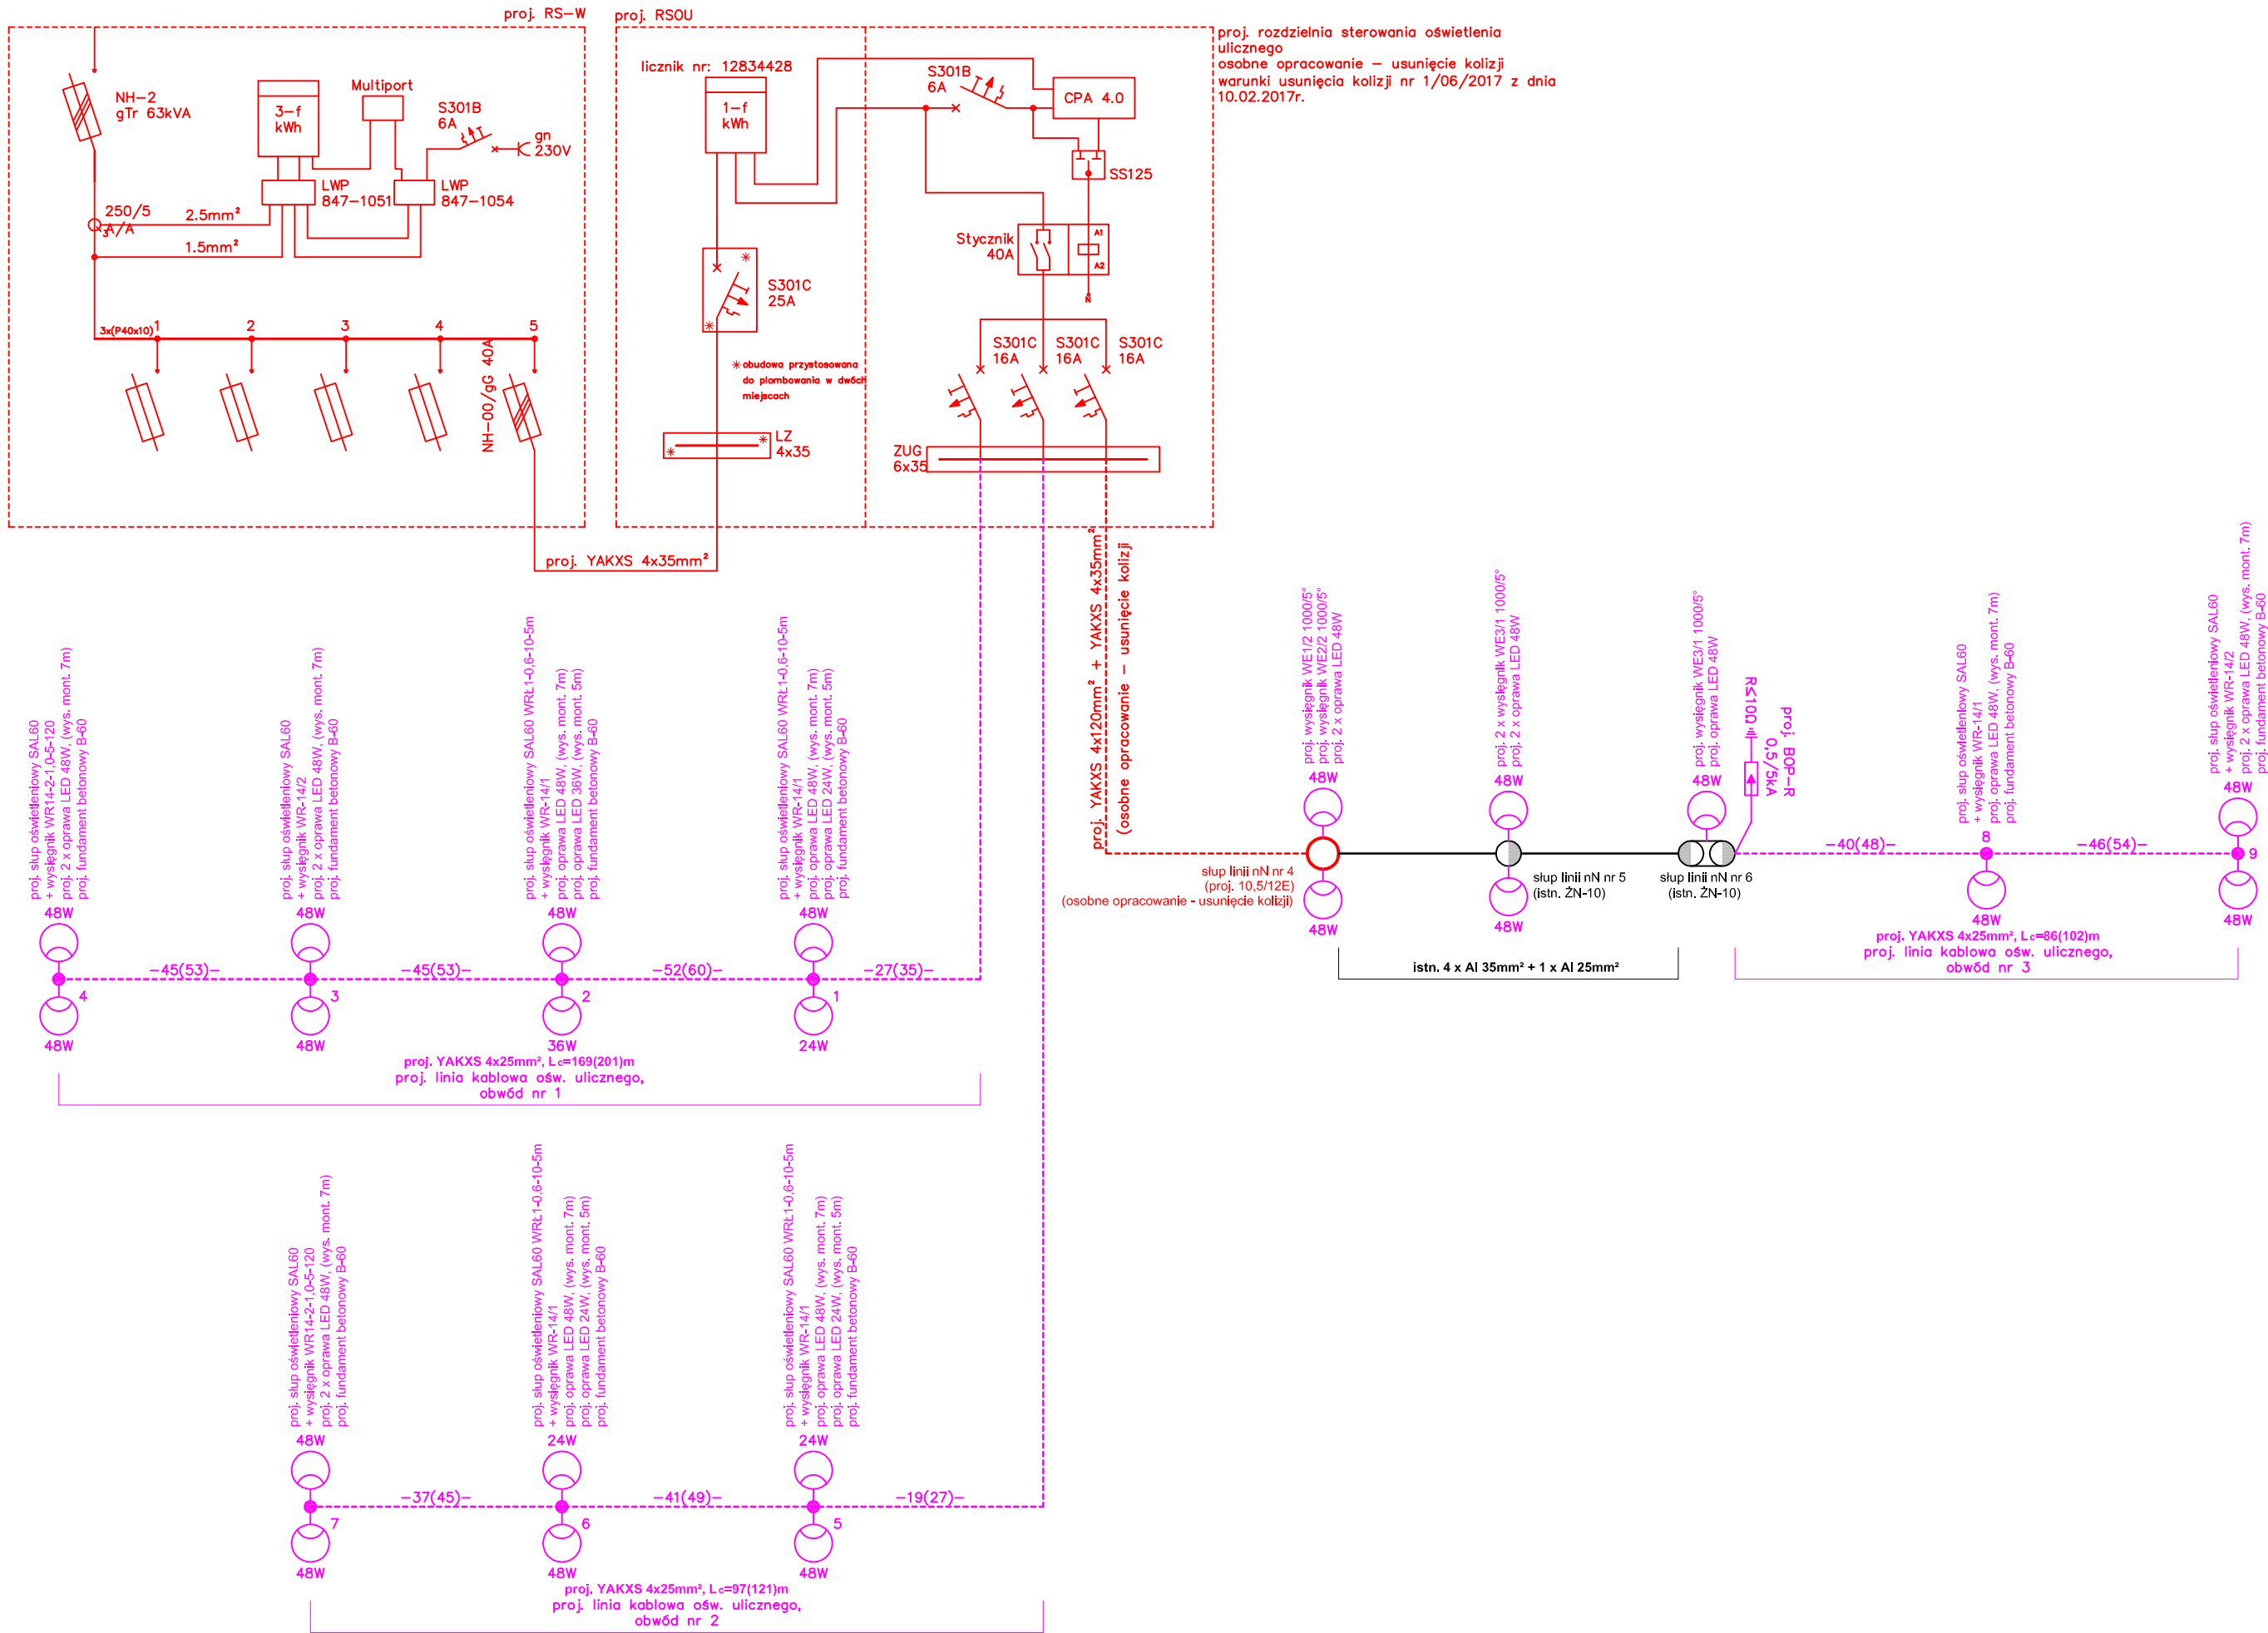 proj. RS-W
proj. RSOU
proj. rozdzielnia sterowania oświetlenia
ulicznego
osobne opracowanie – usunięcie kolizji
warunki usunięcia kolizji nr 1/06/2017 z dnia
10.02.2017r.
NH-2
gTr 63kVA
3-f
kWh
Multiport
S301B
6A
gn
230V
LWP
847-1051
LWP
847-1054
250/5
A/A
3
2.5mm²
1.5mm²
3x(P40x10)
1
2
3
4
5
NH-00/gG 40A
proj. YAKXS 4x35mm²
licznik nr: 12834428
1-f
kWh
S301B
6A
CPA 4.0
SS125
Stycznik
40A
A1
A2
N
S301C
25A
* obudowa przystosowana
do plombowania w dwóch
miejscach
LZ
4x35
S301C
16A
S301C
16A
S301C
16A
ZUG
6x35
proj. YAKXS 4x120mm² + YAKXS 4x35mm²
(osobne opracowanie – usunięcie kolizji
proj. słup oświetleniowy SAL60
+ wysięgnik WR14-2-1,0-5-120
proj. 2 x oprawa LED 48W, (wys. mont. 7m)
proj. fundament betonowy B-60
48W
4
48W
proj. słup oświetleniowy SAL60
+ wysięgnik WR-14/2
proj. 2 x oprawa LED 48W, (wys. mont. 7m)
proj. fundament betonowy B-60
48W
3
48W
proj. słup oświetleniowy SAL60 WRŁ1-0,6-10-5m
+ wysięgnik WR-14/1
proj. oprawa LED 48W, (wys. mont. 7m)
proj. oprawa LED 36W, (wys. mont. 5m)
proj. fundament betonowy B-60
48W
2
36W
proj. słup oświetleniowy SAL60 WRŁ1-0,6-10-5m
+ wysięgnik WR-14/1
proj. oprawa LED 48W, (wys. mont. 7m)
proj. oprawa LED 24W, (wys. mont. 5m)
proj. fundament betonowy B-60
48W
1
24W
-45(53)-
-45(53)-
-52(60)-
-27(35)-
proj. YAKXS 4x25mm², Lc=169(201)m
proj. linia kablowa ośw. ulicznego,
obwód nr 1
proj. wysięgnik WE1/2 1000/5°
proj. wysięgnik WE2/2 1000/5°
proj. 2 x oprawa LED 48W
48W
48W
słup linii nN nr 4
(proj. 10,5/12E)
(osobne opracowanie - usunięcie kolizji)
proj. 2 x wysięgnik WE3/1 1000/5°
proj. 2 x oprawa LED 48W
48W
48W
słup linii nN nr 5
(istn. ŻN-10)
proj. wysięgnik WE3/1 1000/5°
proj. oprawa LED 48W
48W
słup linii nN nr 6
(istn. ŻN-10)
R≤10Ω
proj. BOP-R
0,5/5kA
istn. 4 x Al 35mm² + 1 x Al 25mm²
-40(48)-
-46(54)-
proj. słup oświetleniowy SAL60
+ wysięgnik WR-14/1
proj. oprawa LED 48W, (wys. mont. 7m)
proj. fundament betonowy B-60
8
48W
proj. słup oświetleniowy SAL60
+ wysięgnik WR-14/2
proj. 2 x oprawa LED 48W, (wys. mont. 7m)
proj. fundament betonowy B-60
48W
9
48W
proj. YAKXS 4x25mm², Lc=86(102)m
proj. linia kablowa ośw. ulicznego,
obwód nr 3
proj. słup oświetleniowy SAL60
+ wysięgnik WR14-2-1,0-5-120
proj. 2 x oprawa LED 48W, (wys. mont. 7m)
proj. fundament betonowy B-60
48W
7
48W
proj. słup oświetleniowy SAL60 WRŁ1-0,6-10-5m
+ wysięgnik WR-14/1
proj. oprawa LED 48W, (wys. mont. 7m)
proj. oprawa LED 24W, (wys. mont. 5m)
proj. fundament betonowy B-60
24W
6
48W
proj. słup oświetleniowy SAL60 WRŁ1-0,6-10-5m
+ wysięgnik WR-14/1
proj. oprawa LED 48W, (wys. mont. 7m)
proj. oprawa LED 24W, (wys. mont. 5m)
proj. fundament betonowy B-60
24W
5
48W
-37(45)-
-41(49)-
-19(27)-
proj. YAKXS 4x25mm², Lc=97(121)m
proj. linia kablowa ośw. ulicznego,
obwód nr 2